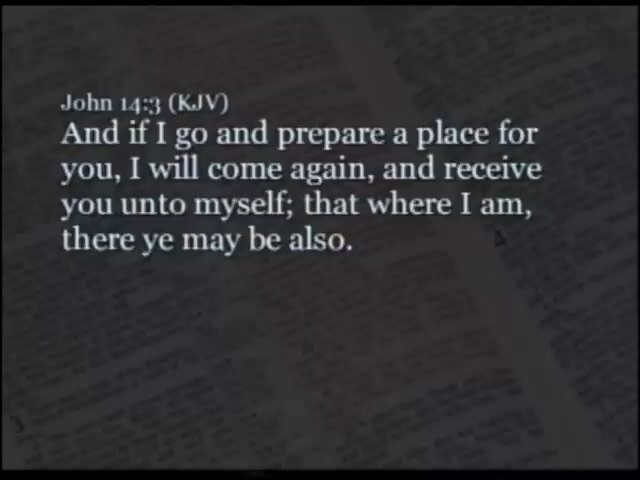 John 14:3 (KJV)
And if I go and prepare a place for
you, I will come again, and receive
you unto myself; that where I am,
there ye may be also.